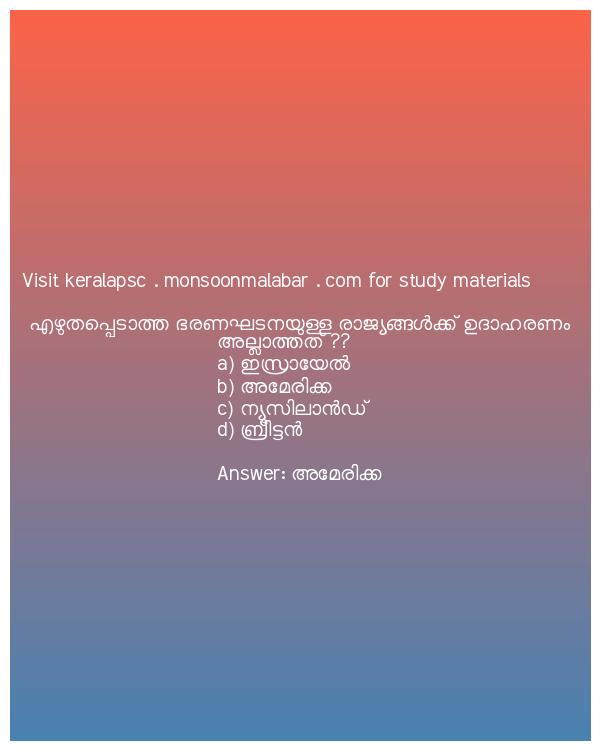 Visit keralapsc . monsoonmalabar . com for study materials
എഴുതപ്പെടാത്ത ഭരണഘടനയുള്ള രാജ്യങ്ങൾക്ക് ഉദാഹരണം
അല്ലാത്തത് ??
a) ഇസ്രായേൽ
b) അമേരിക്ക
c) ന്യൂസിലാൻഡ്
d) ബ്രീട്ടൻ
Answer: അമേരിക്ക